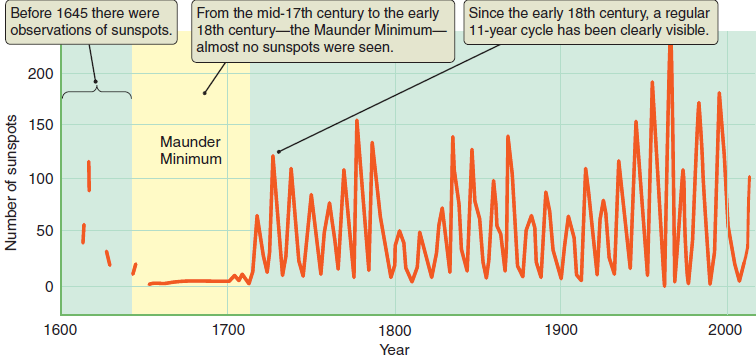 Before 1645 there were
observations of sunspots.
From the mid-17th century to the early
18th century—the Maunder Minimum—
almost no sunspots were seen.
Since the early 18th century, a regular
11-year cycle has been clearly visible.
Number of sunspots
200
150
100
50
0
Maunder
Minimum
1600
1700
1800
1900
2000
Year